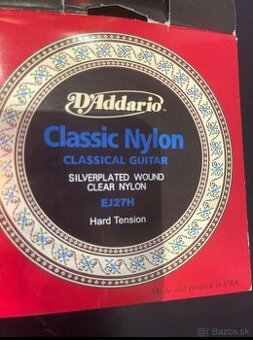 D'Addario
Classic Nylon
CLASSICAL GUITAR
SILVERPLATED WOUND
CLEAR NYLON
EJ27H
Hard Tension
Made and printed in USA.
Bazos.sk